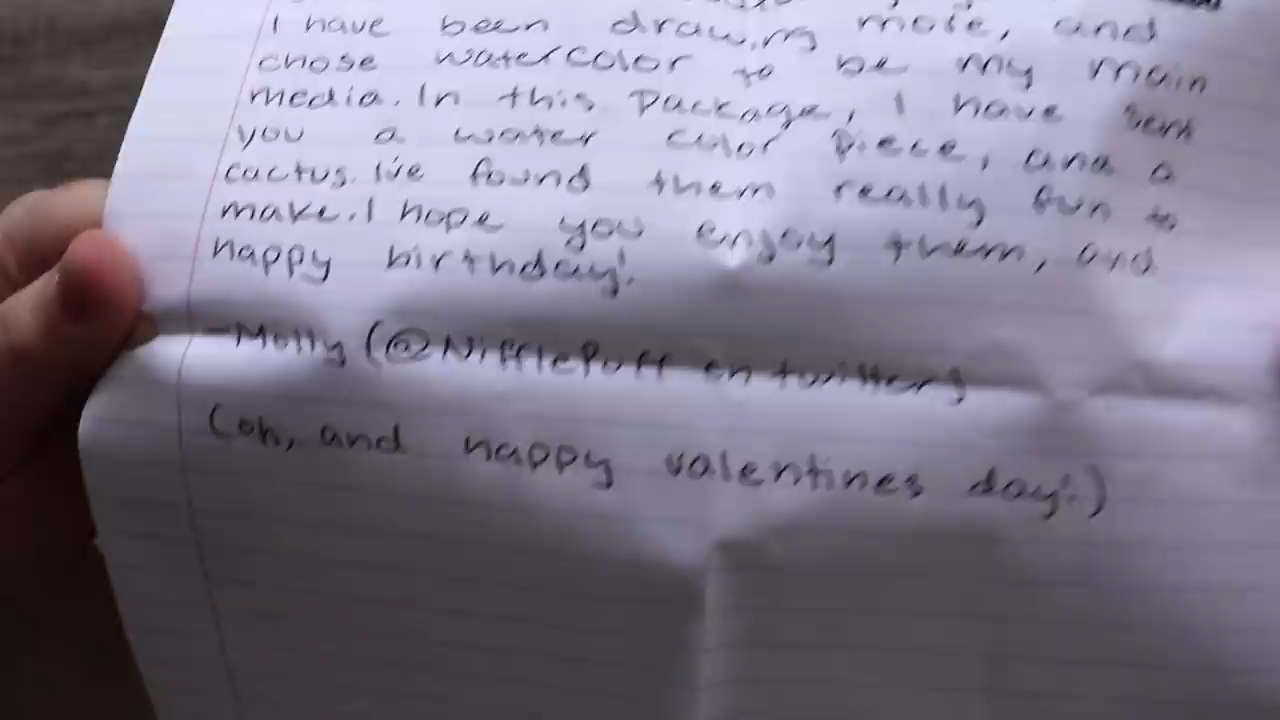 I have been drawing more, and
chose watercolor to be my main
media. In this package, I have sent
you a water color piece, and a
cactus. I've found them really fun to
make. I hope you enjoy them, and
happy birthday!
-Molly (@NifflePuff on twitter)
(oh, and happy valentines day!)